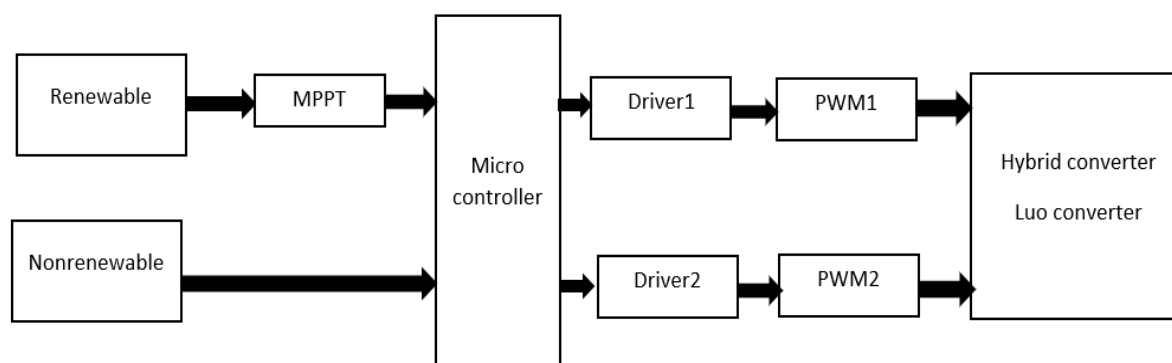 Renewable
MPPT
Micro
controller
Driver1
PWM1
Hybrid converter
Luo converter
Nonrenewable
Driver2
PWM2